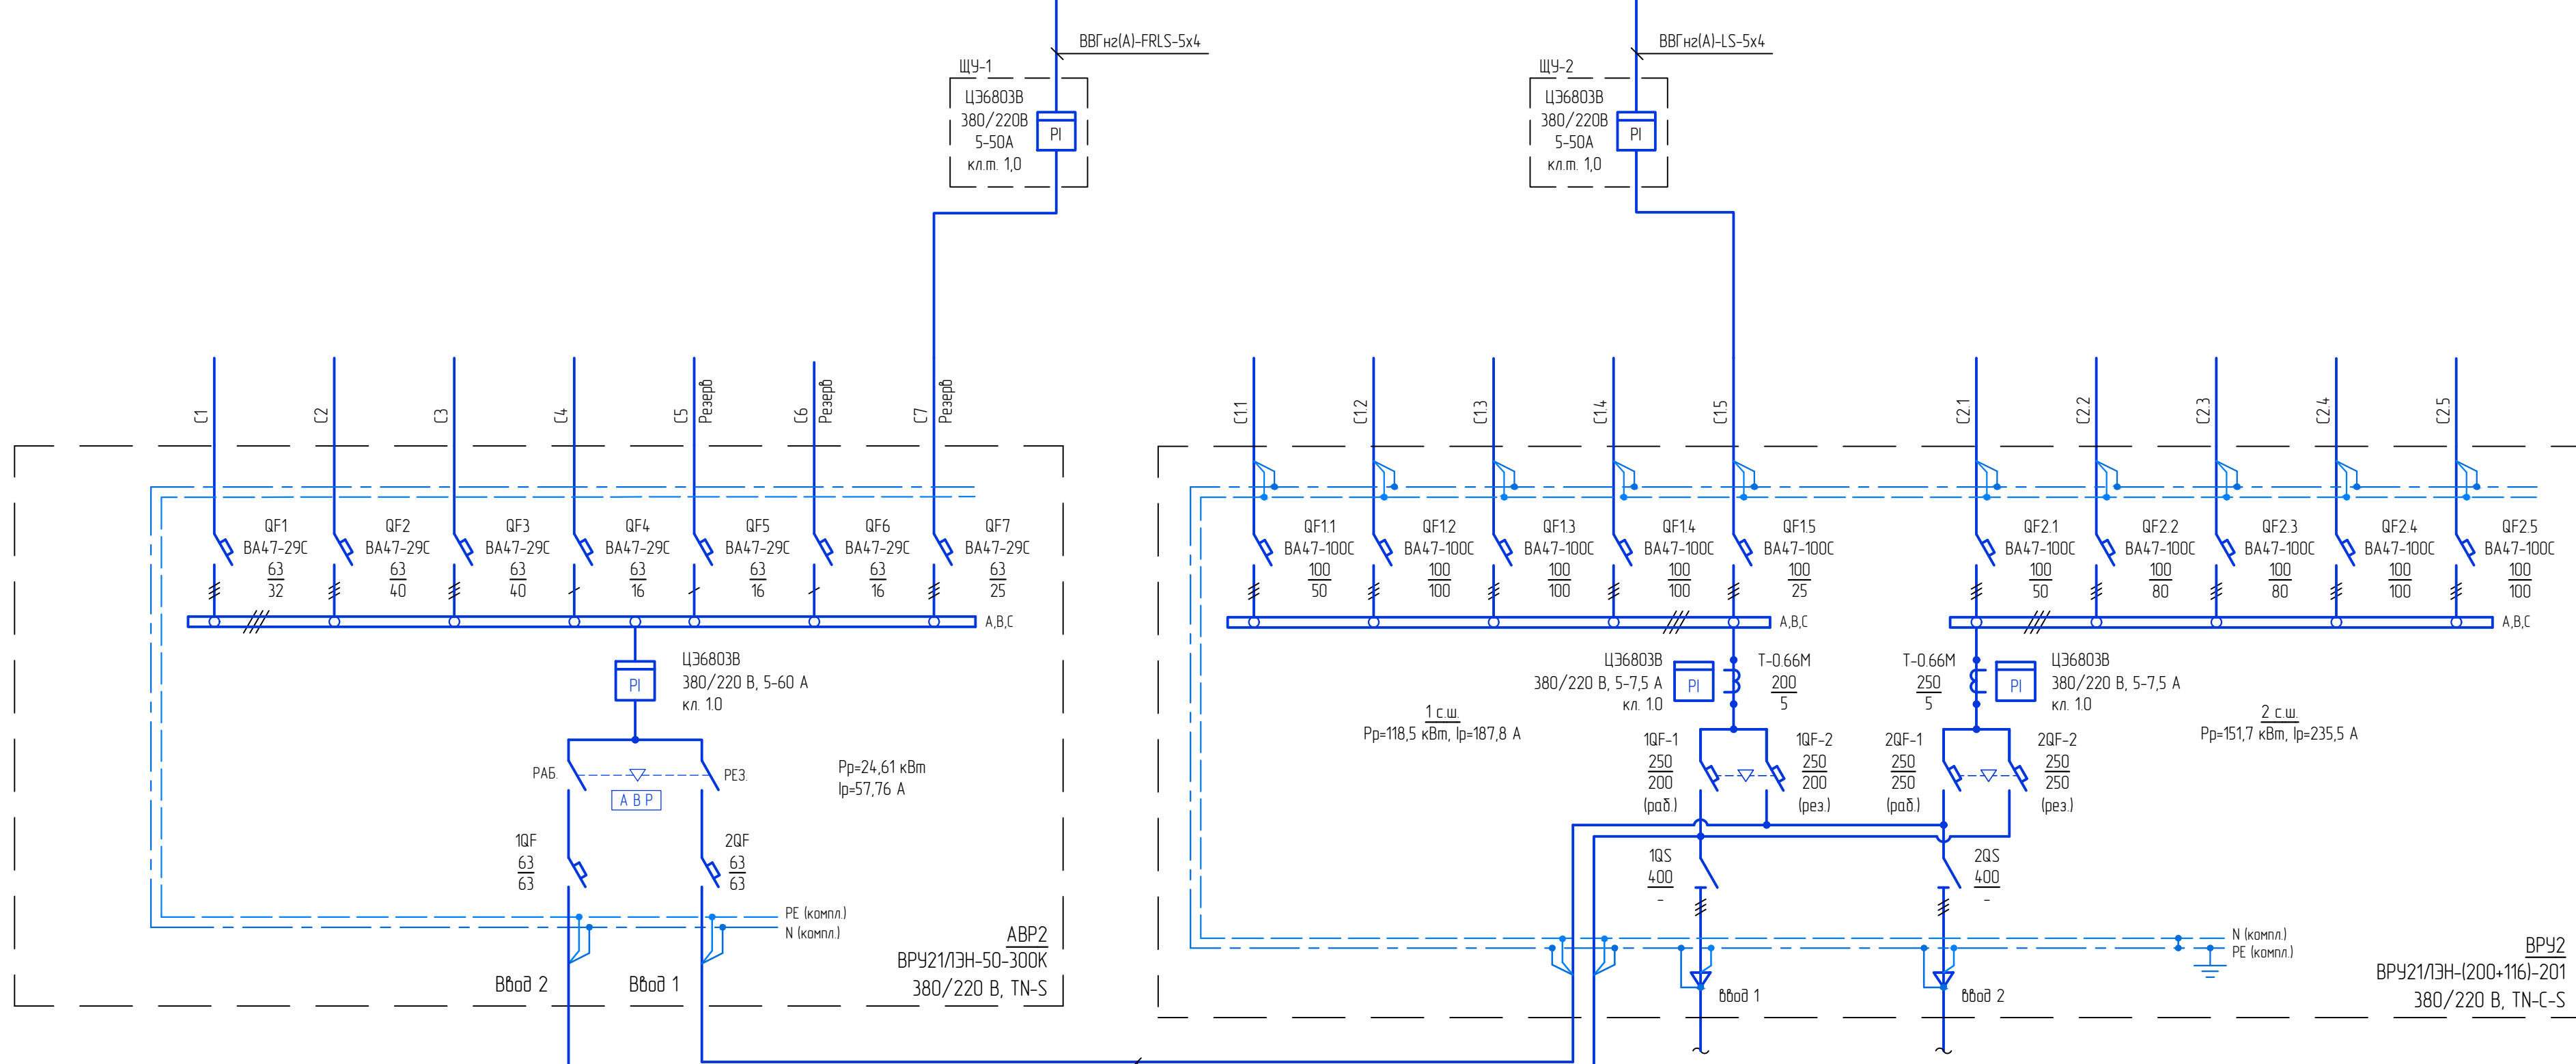 ВВГнг(А)-FRLS-5х4
ЩУ-1
ЦЭ6803В
380/220В
5-50А
кл.т. 1,0
PI
ВВГнг(А)-LS-5х4
ЩУ-2
ЦЭ6803В
380/220В
5-50А
кл.т. 1,0
PI
С1
С2
С3
С4
С5
Резерв
С6
Резерв
С7
Резерв
QF1
ВА47-29С
63
32
QF2
ВА47-29С
63
40
QF3
ВА47-29С
63
40
QF4
ВА47-29С
63
16
QF5
ВА47-29С
63
16
QF6
ВА47-29С
63
16
QF7
ВА47-29С
63
25
А,В,С
PI
ЦЭ6803В
380/220 В, 5-60 А
кл. 1.0
РАБ.
РЕЗ.
А В Р
Рр=24,61 кВт
Iр=57,76 А
1QF
63
63
2QF
63
63
PE (компл.)
N (компл.)
Ввод 2
Ввод 1
АВР2
ВРУ21ЛЭН-50-300К
380/220 В, TN-S
С1.1
С1.2
С1.3
С1.4
С1.5
С2.1
С2.2
С2.3
С2.4
С2.5
QF1.1
ВА47-100С
100
50
QF1.2
ВА47-100С
100
100
QF1.3
ВА47-100С
100
100
QF1.4
ВА47-100С
100
100
QF1.5
ВА47-100С
100
25
А,В,С
QF2.1
ВА47-100С
100
50
QF2.2
ВА47-100С
100
80
QF2.3
ВА47-100С
100
80
QF2.4
ВА47-100С
100
100
QF2.5
ВА47-100С
100
100
А,В,С
ЦЭ6803В
380/220 В, 5-7,5 А
кл. 1.0
PI
Т-0.66М
200
5
Т-0.66М
250
5
PI
ЦЭ6803В
380/220 В, 5-7,5 А
кл. 1.0
1 с.ш.
Рр=118,5 кВт, Iр=187,8 А
2 с.ш.
Рр=151,7 кВт, Iр=235,5 А
1QF-1
250
200
(раб.)
1QF-2
250
200
(рез.)
2QF-1
250
250
(раб.)
2QF-2
250
250
(рез.)
1QS
400
-
2QS
400
-
N (компл.)
PE (компл.)
ввод 1
ввод 2
ВРУ2
ВРУ21ЛЭН-(200+116)-201
380/220 В, TN-C-S